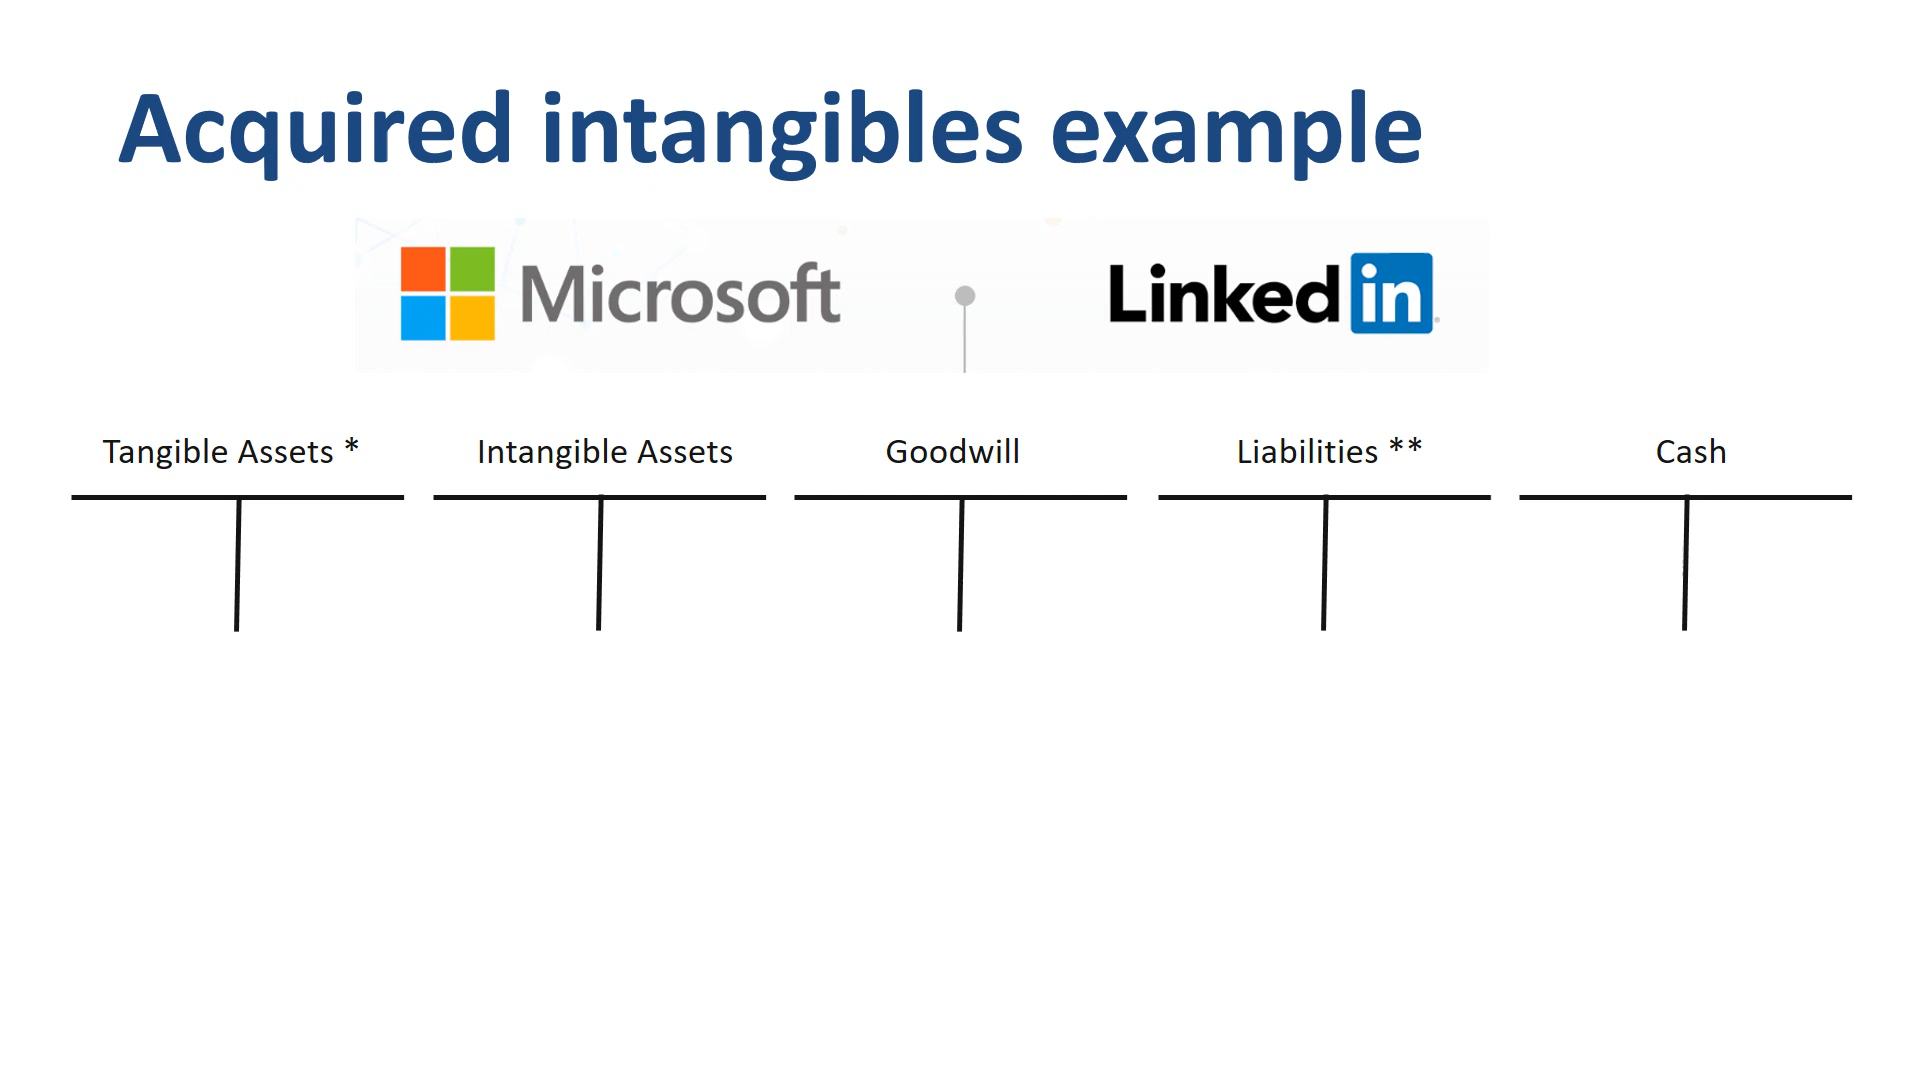 Acquired intangibles example
Microsoft
Linked in
Tangible Assets * Intangible Assets Goodwill Liabilities ** Cash